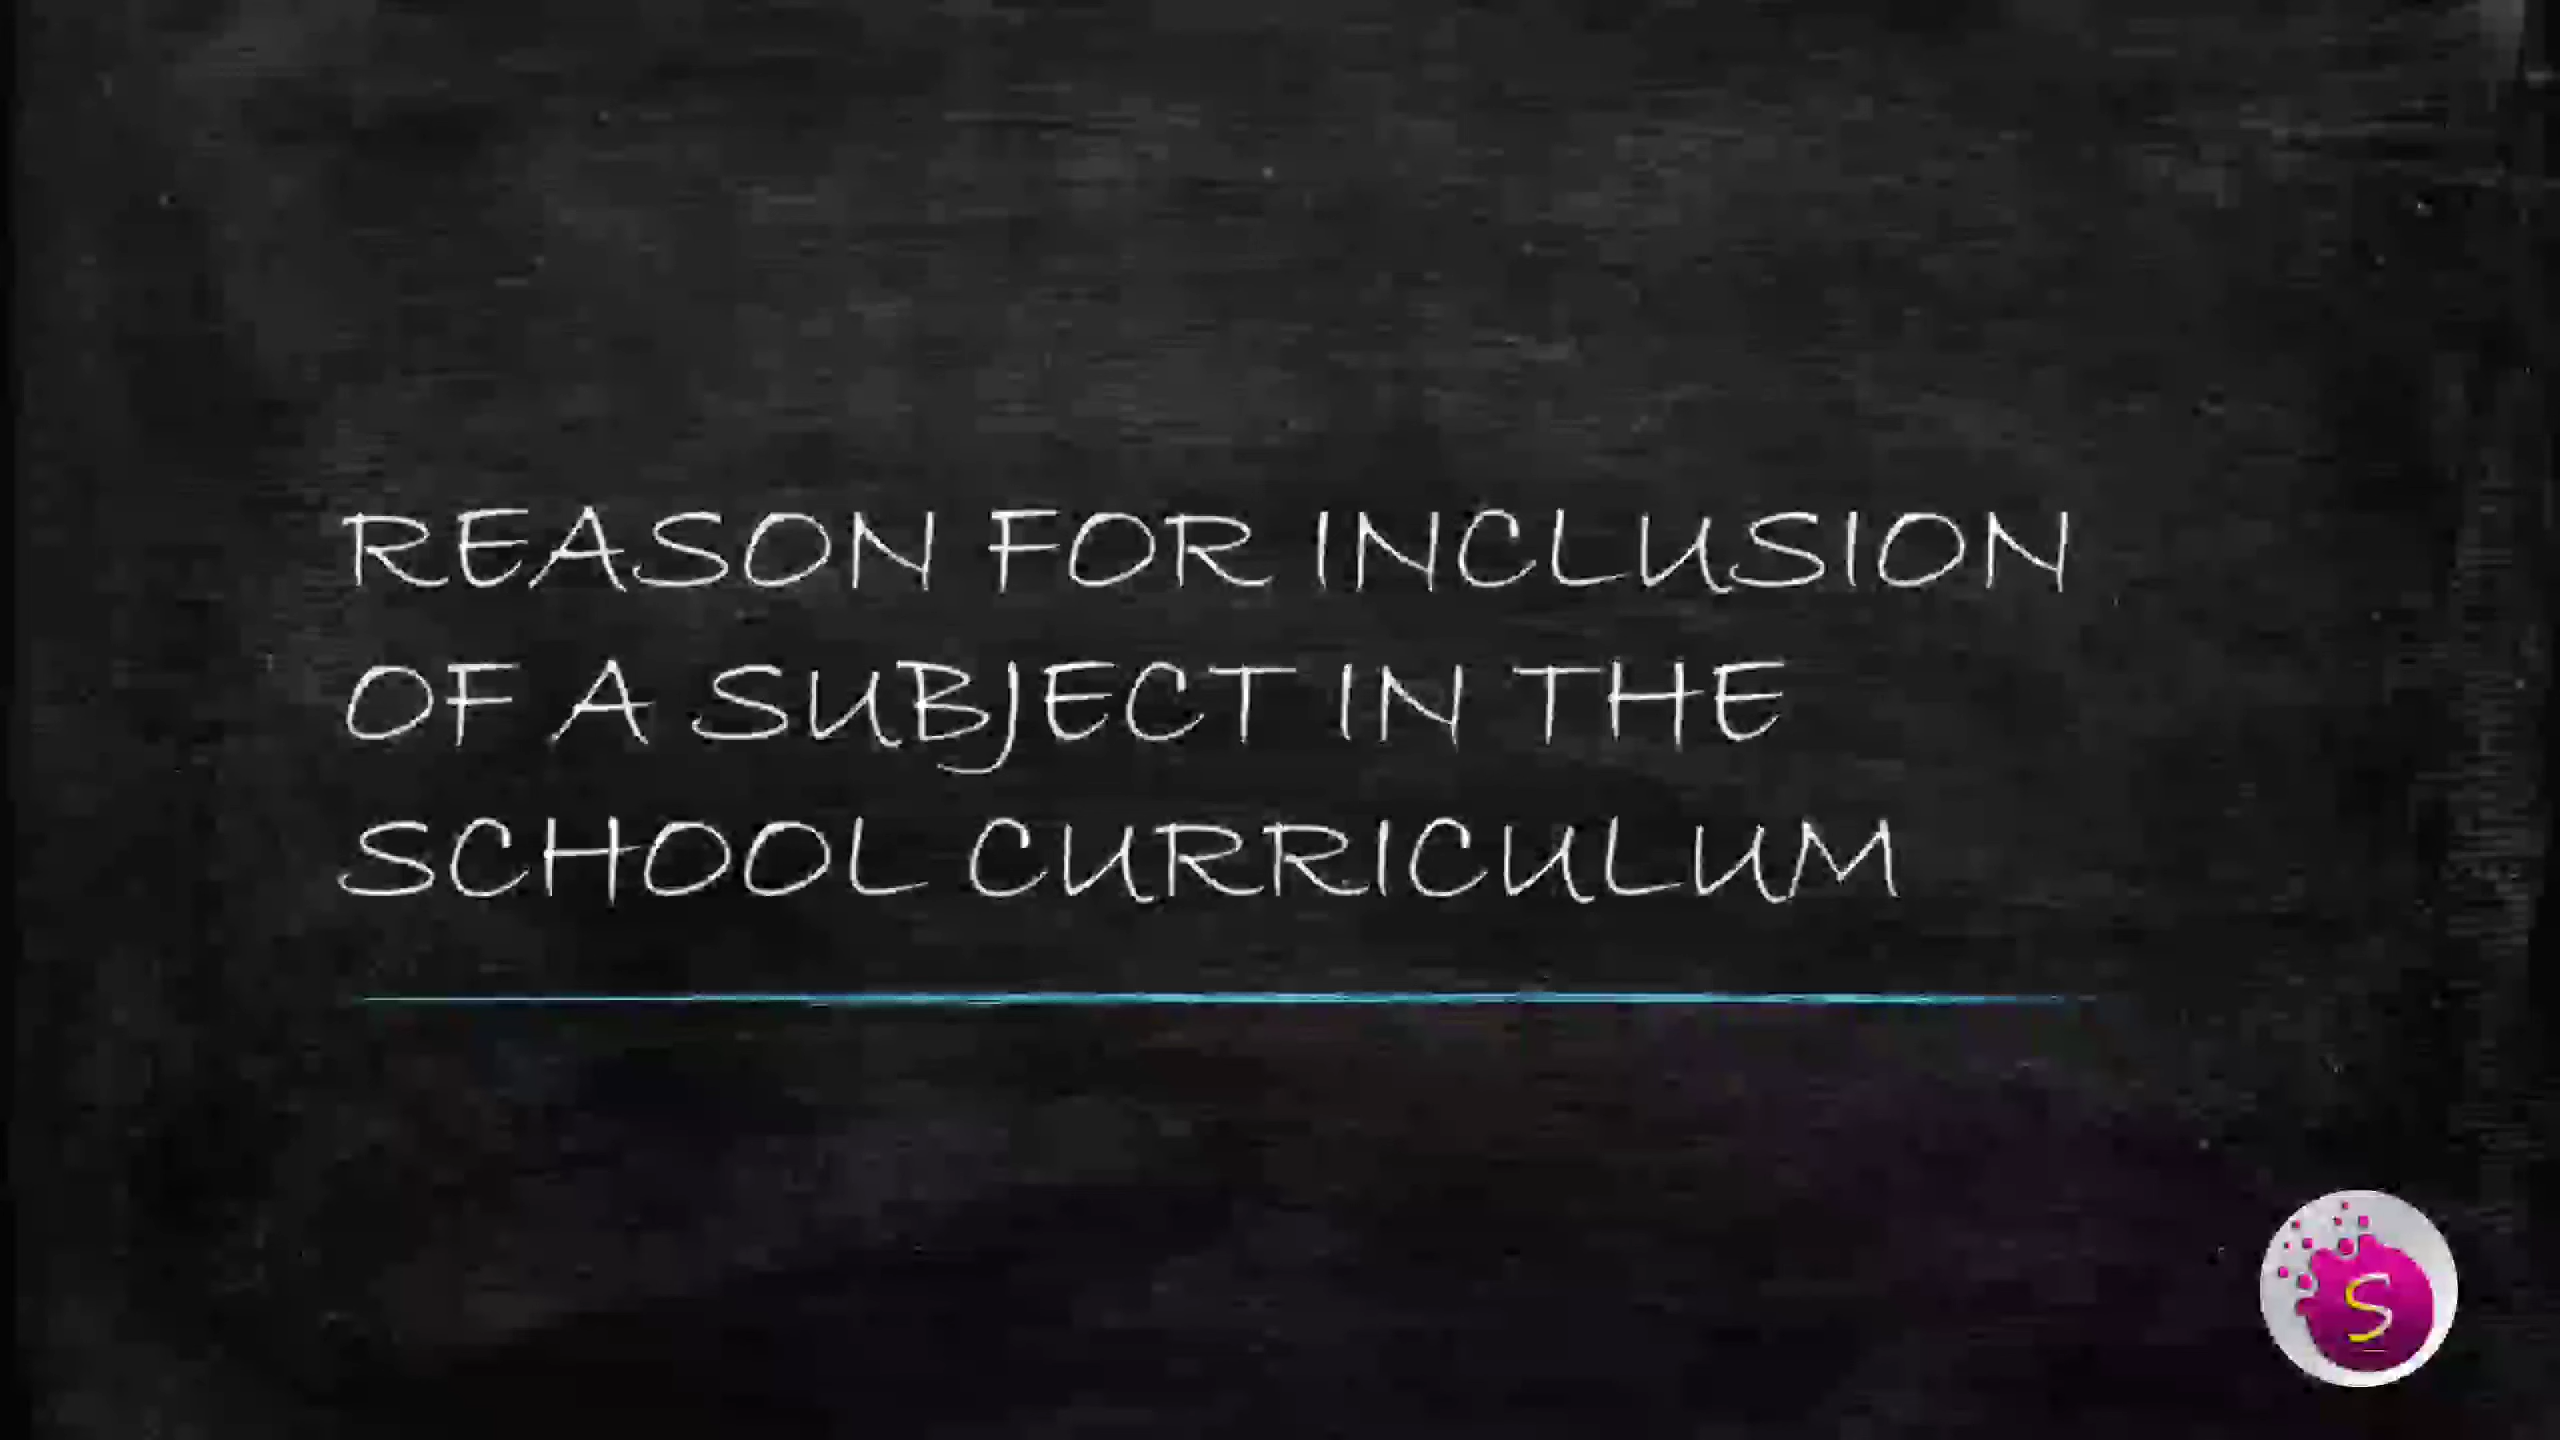 REASON FOR INCLUSION
OF A SUBJECT IN THE
SCHOOL CURRICULUM
S